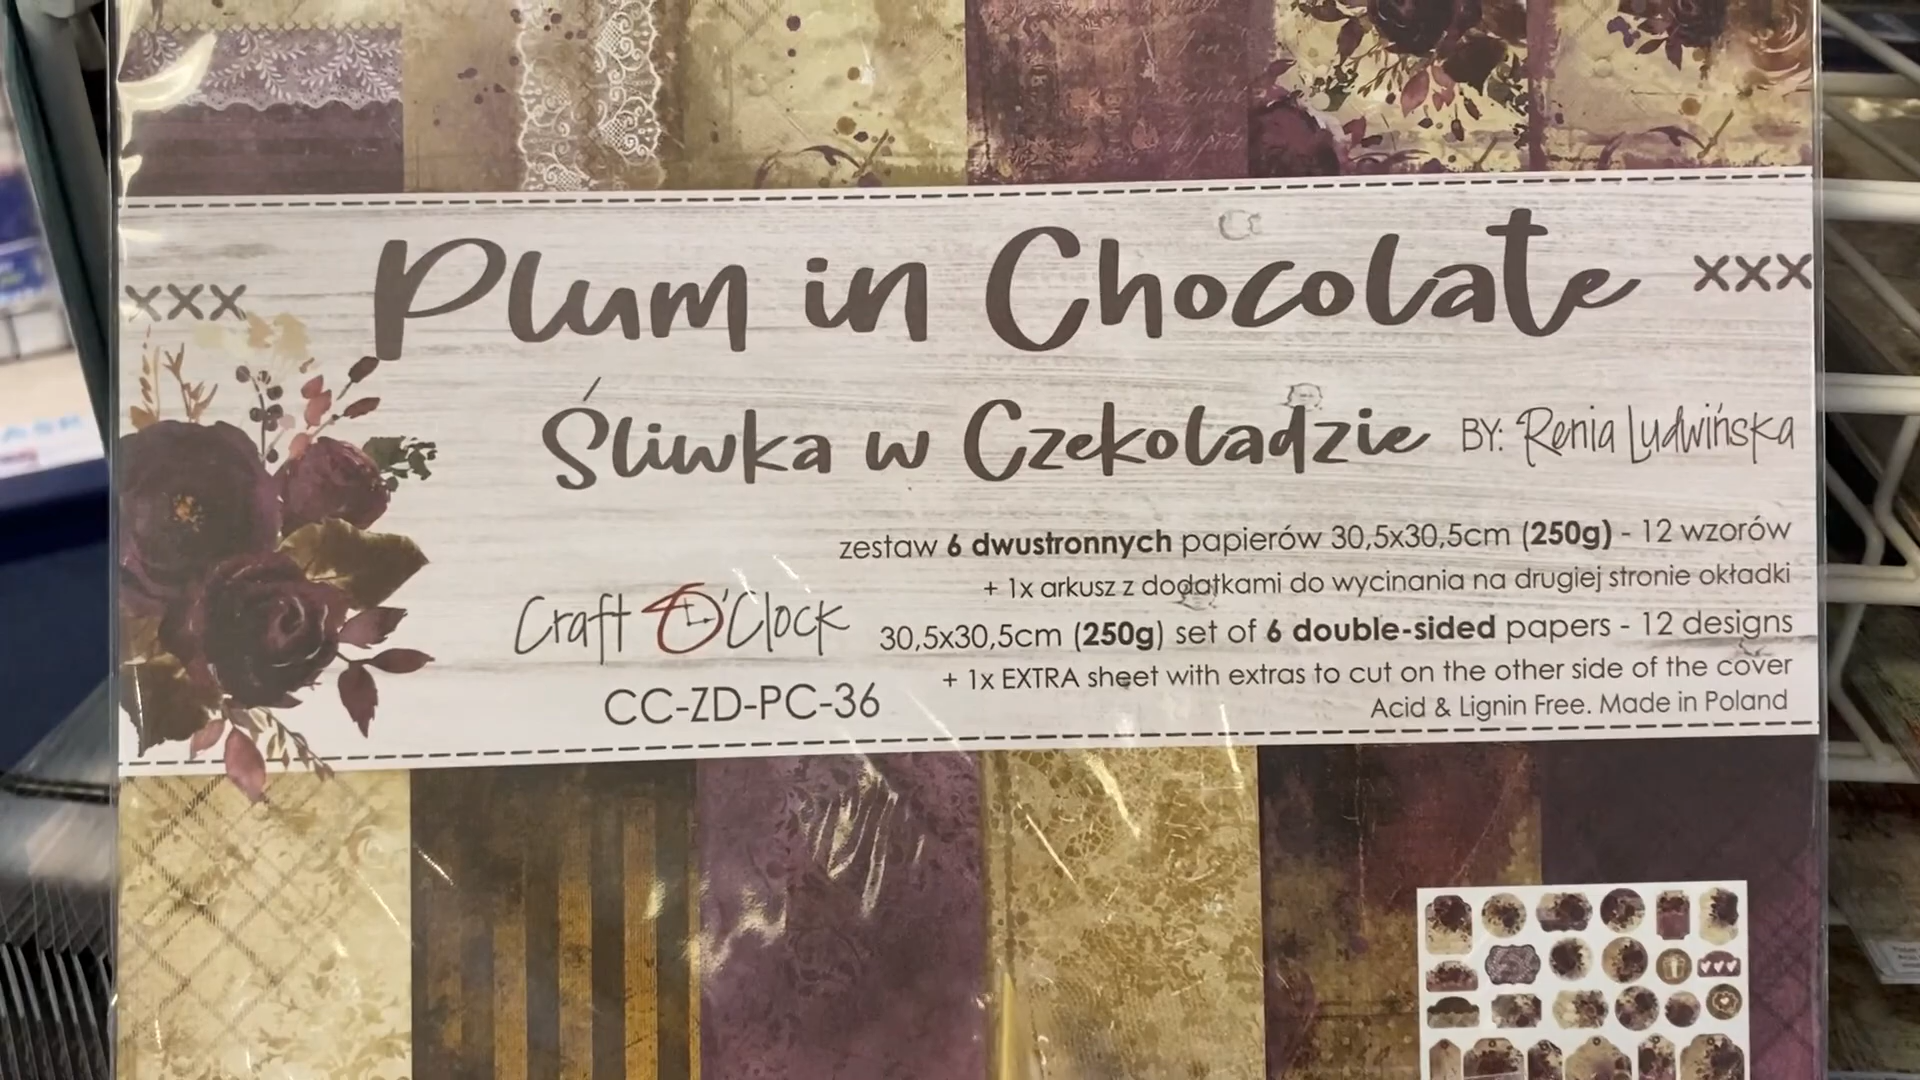 xxx Plum in Chocolate xxx
Śliwka w Czekoladzie BY: Renia Ludwińska
zestaw 6 dwustronnych papierów 30,5x30,5cm (250g) - 12 wzorów
+ 1x arkusz z dodatkami do wycinania na drugiej stronie okładki
Craft O'Clock
30,5x30,5cm (250g) set of 6 double-sided papers - 12 designs
+ 1x EXTRA sheet with extras to cut on the other side of the cover
CC-ZD-PC-36
Acid & Lignin Free. Made in Poland